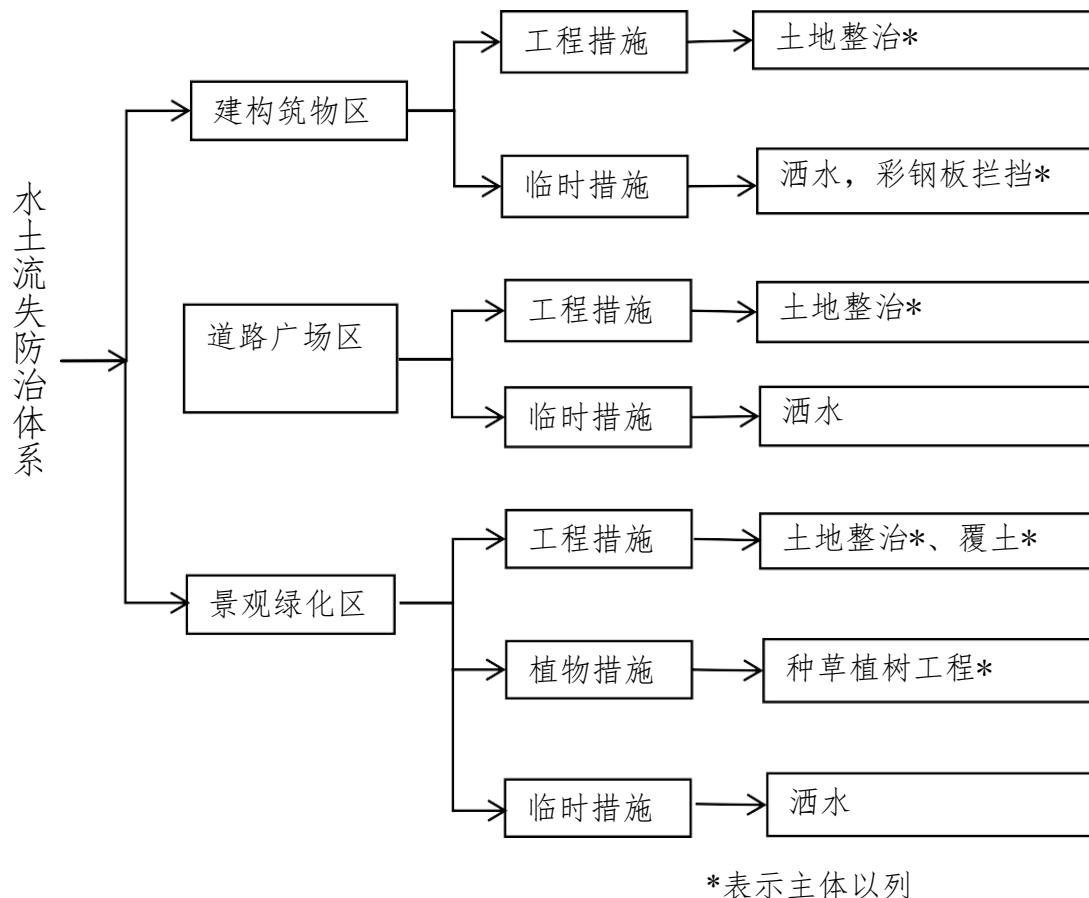 水土流失防治体系
建构筑物区
工程措施
土地整治*
临时措施
洒水，彩钢板拦挡*
道路广场区
工程措施
土地整治*
临时措施
洒水
景观绿化区
工程措施
土地整治*、覆土*
植物措施
种草植树工程*
临时措施
洒水
*表示主体以列